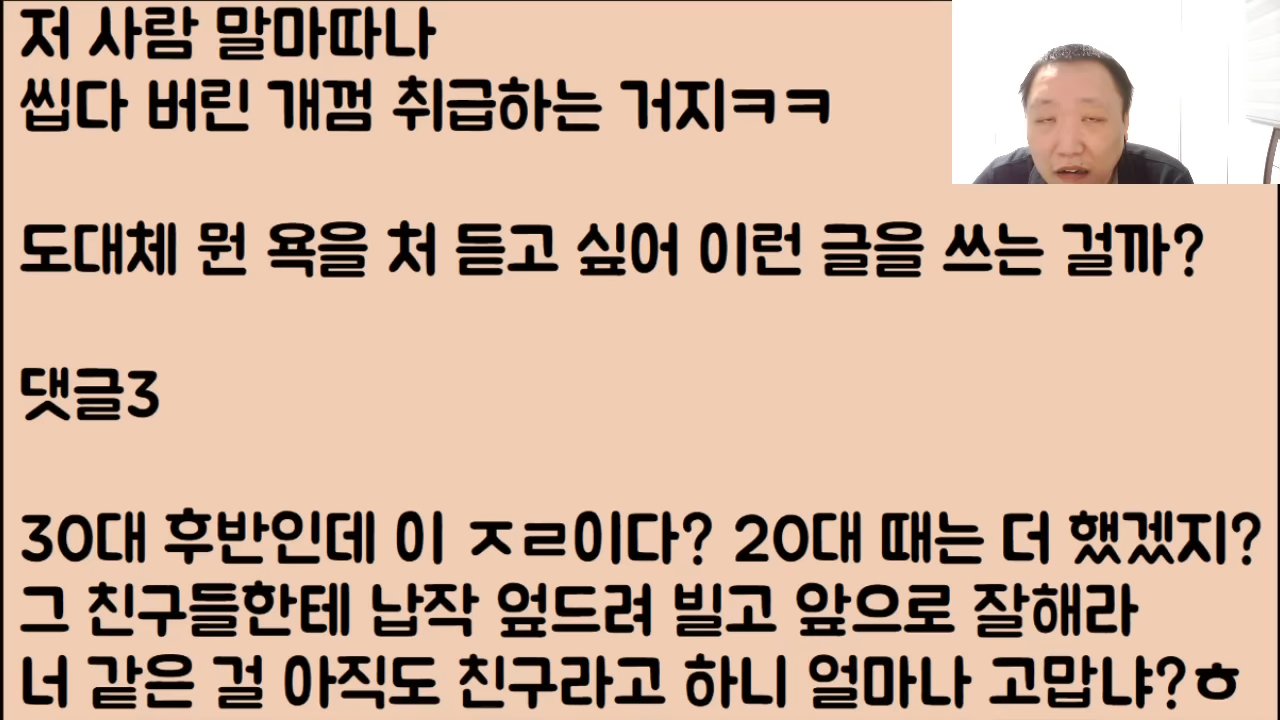 저 사람 말마따나
씹다 버린 개껌 취급하는 거지ㅋㅋ
도대체 뭔 욕을 처 듣고 싶어 이런 글을 쓰는 걸까?
댓글3
30대 후반인데 이 ㅈㄹ이다? 20대 때는 더 했겠지?
그 친구들한테 납작 엎드려 빌고 앞으로 잘해라
너 같은 걸 아직도 친구라고 하니 얼마나 고맙냐?ㅎ